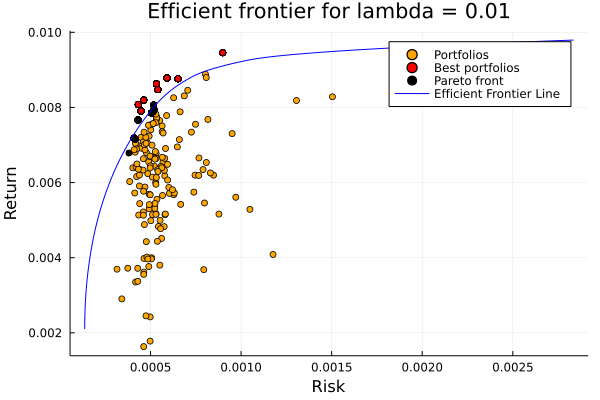 Efficient frontier for lambda = 0.01
0.010
0.008
0.006
0.004
0.002
Return
Portfolios
Best portfolios
Pareto front
Efficient Frontier Line
0.0005
0.0010
0.0015
0.0020
0.0025
Risk